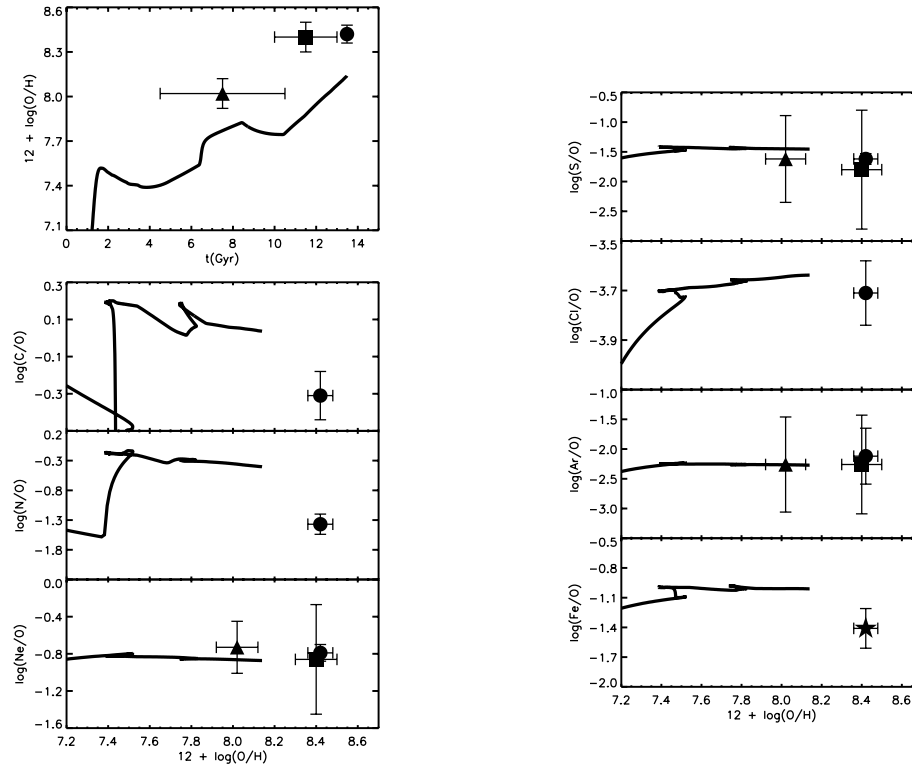 8.6
8.3
8.0
7.7
7.4
7.1
12 + log(O/H)
0 2 4 6 8 10 12 14
t(Gyr)
0.3
0.1
−0.1
−0.3
log(C/O)
0.2
−0.3
−0.8
−1.3
−1.8
log(N/O)
0.0
−0.4
−0.8
−1.2
−1.6
log(Ne/O)
7.2 7.4 7.6 7.8 8.0 8.2 8.4 8.6
12 + log(O/H)
−0.5
−1.0
−1.5
−2.0
−2.5
log(S/O)
−3.5
−3.7
−3.9
log(Cl/O)
−1.0
−1.5
−2.0
−2.5
−3.0
log(Ar/O)
−0.5
−0.8
−1.1
−1.4
−1.7
−2.0
log(Fe/O)
7.2 7.4 7.6 7.8 8.0 8.2 8.4 8.6
12 + log(O/H)